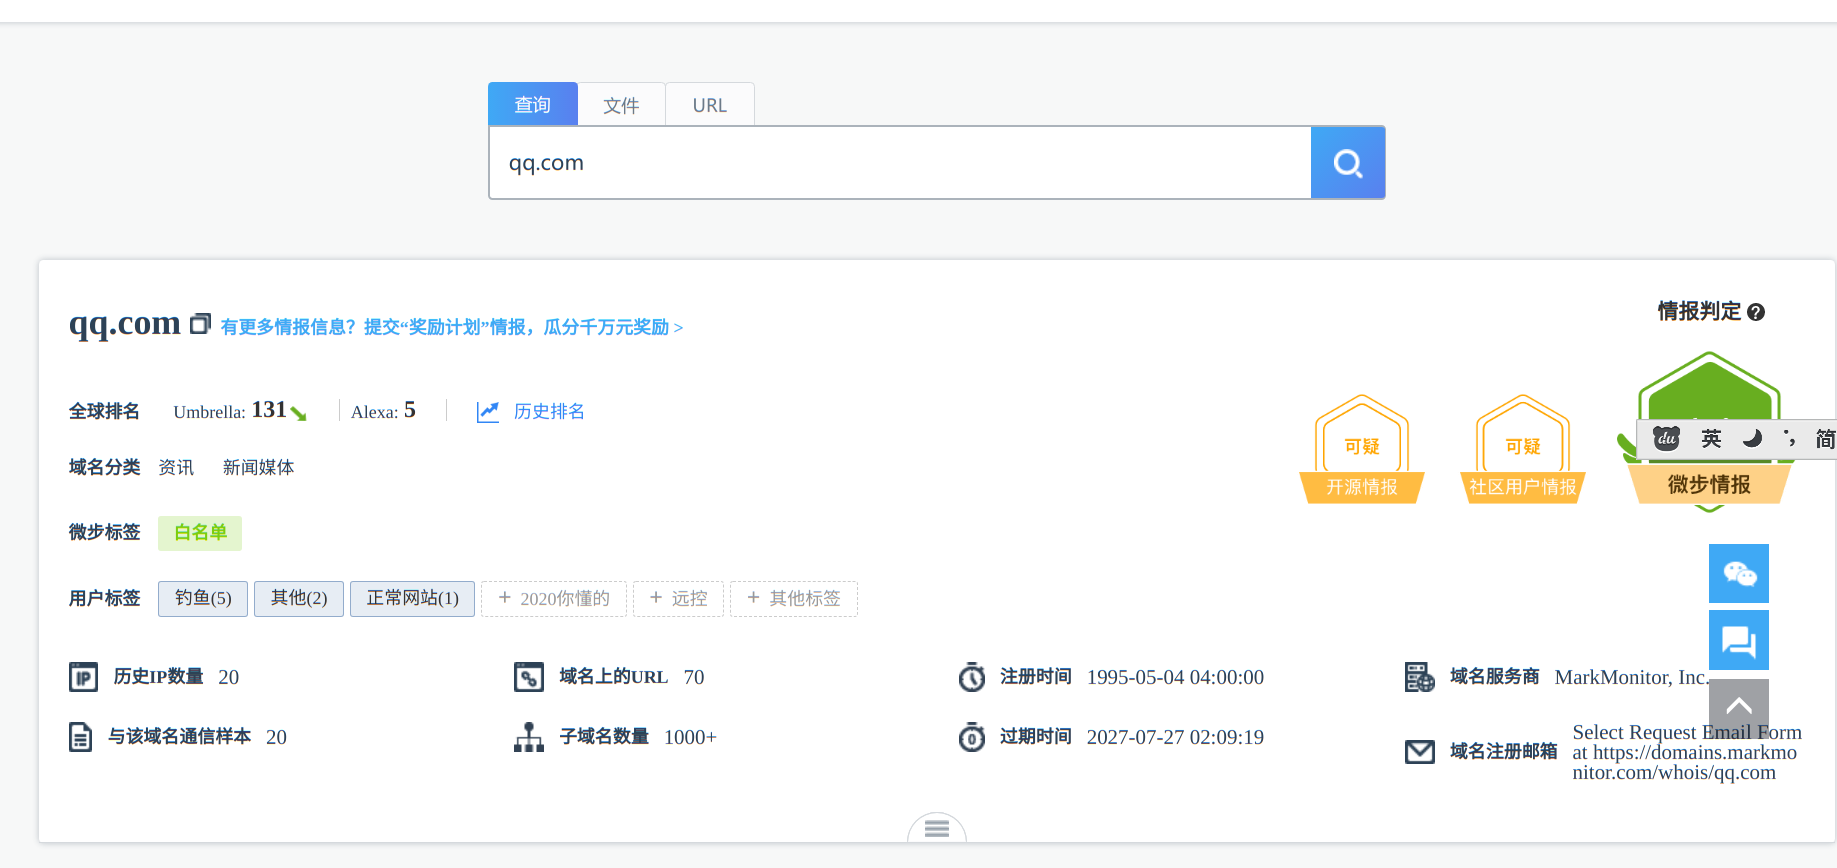 查询 文件 URL
qq.com
qq.com 有更多情报信息？提交“奖励计划”情报，瓜分千万元奖励 >
情报判定
全球排名 Umbrella: 131 Alexa: 5 历史排名
域名分类 资讯 新闻媒体
可疑 可疑
开源情报 社区用户情报 微步情报
du 英 简
微步标签 白名单
用户标签 钓鱼(5) 其他(2) 正常网站(1) + 2020你懂的 + 远控 + 其他标签
IP 历史IP数量 20 域名上的URL 70 注册时间 1995-05-04 04:00:00 域名服务商 MarkMonitor, Inc.
与该域名通信样本 20 子域名数量 1000+ 过期时间 2027-07-27 02:09:19 域名注册邮箱 Select Request Email Form
at https://domains.markmo
nitor.com/whois/qq.com